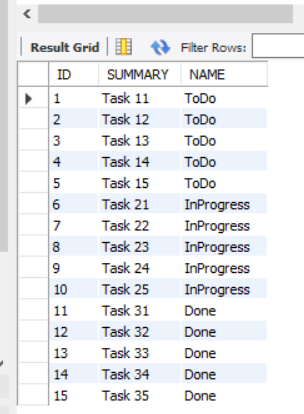 Result Grid Filter Rows:
ID SUMMARY NAME
1 Task 11 ToDo
2 Task 12 ToDo
3 Task 13 ToDo
4 Task 14 ToDo
5 Task 15 ToDo
6 Task 21 InProgress
7 Task 22 InProgress
8 Task 23 InProgress
9 Task 24 InProgress
10 Task 25 InProgress
11 Task 31 Done
12 Task 32 Done
13 Task 33 Done
14 Task 34 Done
15 Task 35 Done